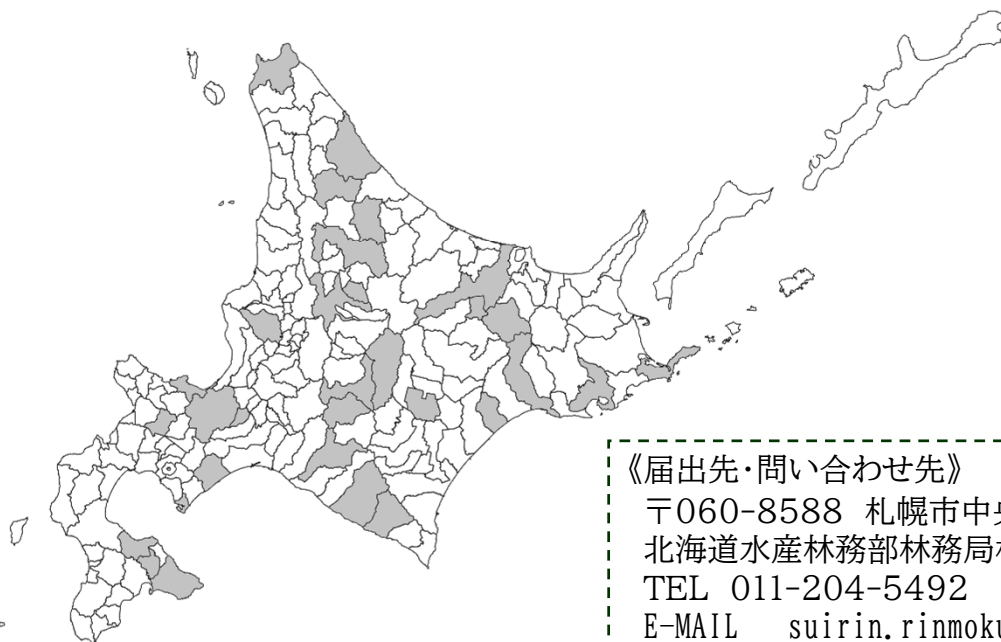 《届出先・問い合わせ先》
〒060-8588 札幌市中央
北海道水産林務部林務局
TEL 011-204-5492
E-MAIL suirin.rinmoku